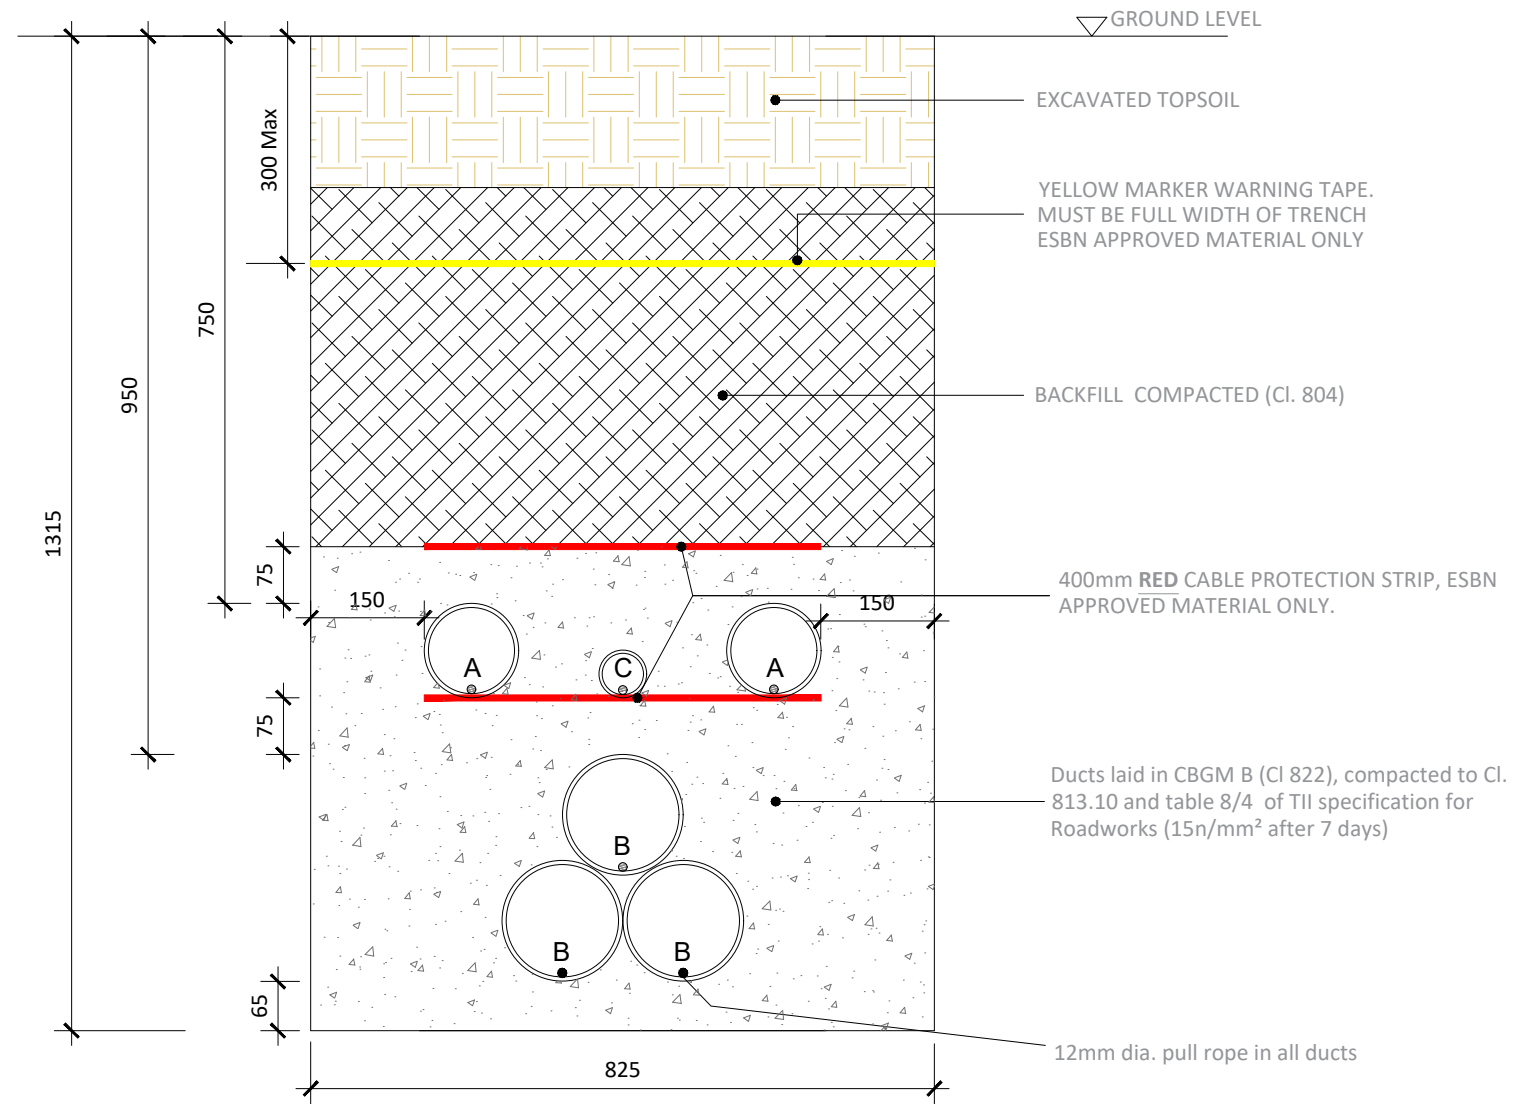 GROUND LEVEL
EXCAVATED TOPSOIL
300 Max
YELLOW MARKER WARNING TAPE.
MUST BE FULL WIDTH OF TRENCH
ESBN APPROVED MATERIAL ONLY
750
950
BACKFILL  COMPACTED (Cl. 804)
1315
75
400mm RED CABLE PROTECTION STRIP, ESBN
APPROVED MATERIAL ONLY.
150
150
A
C
A
75
Ducts laid in CBGM B (Cl 822), compacted to Cl.
813.10 and table 8/4  of TII specification for
Roadworks (15n/mm² after 7 days)
B
B
B
65
12mm dia. pull rope in all ducts
825